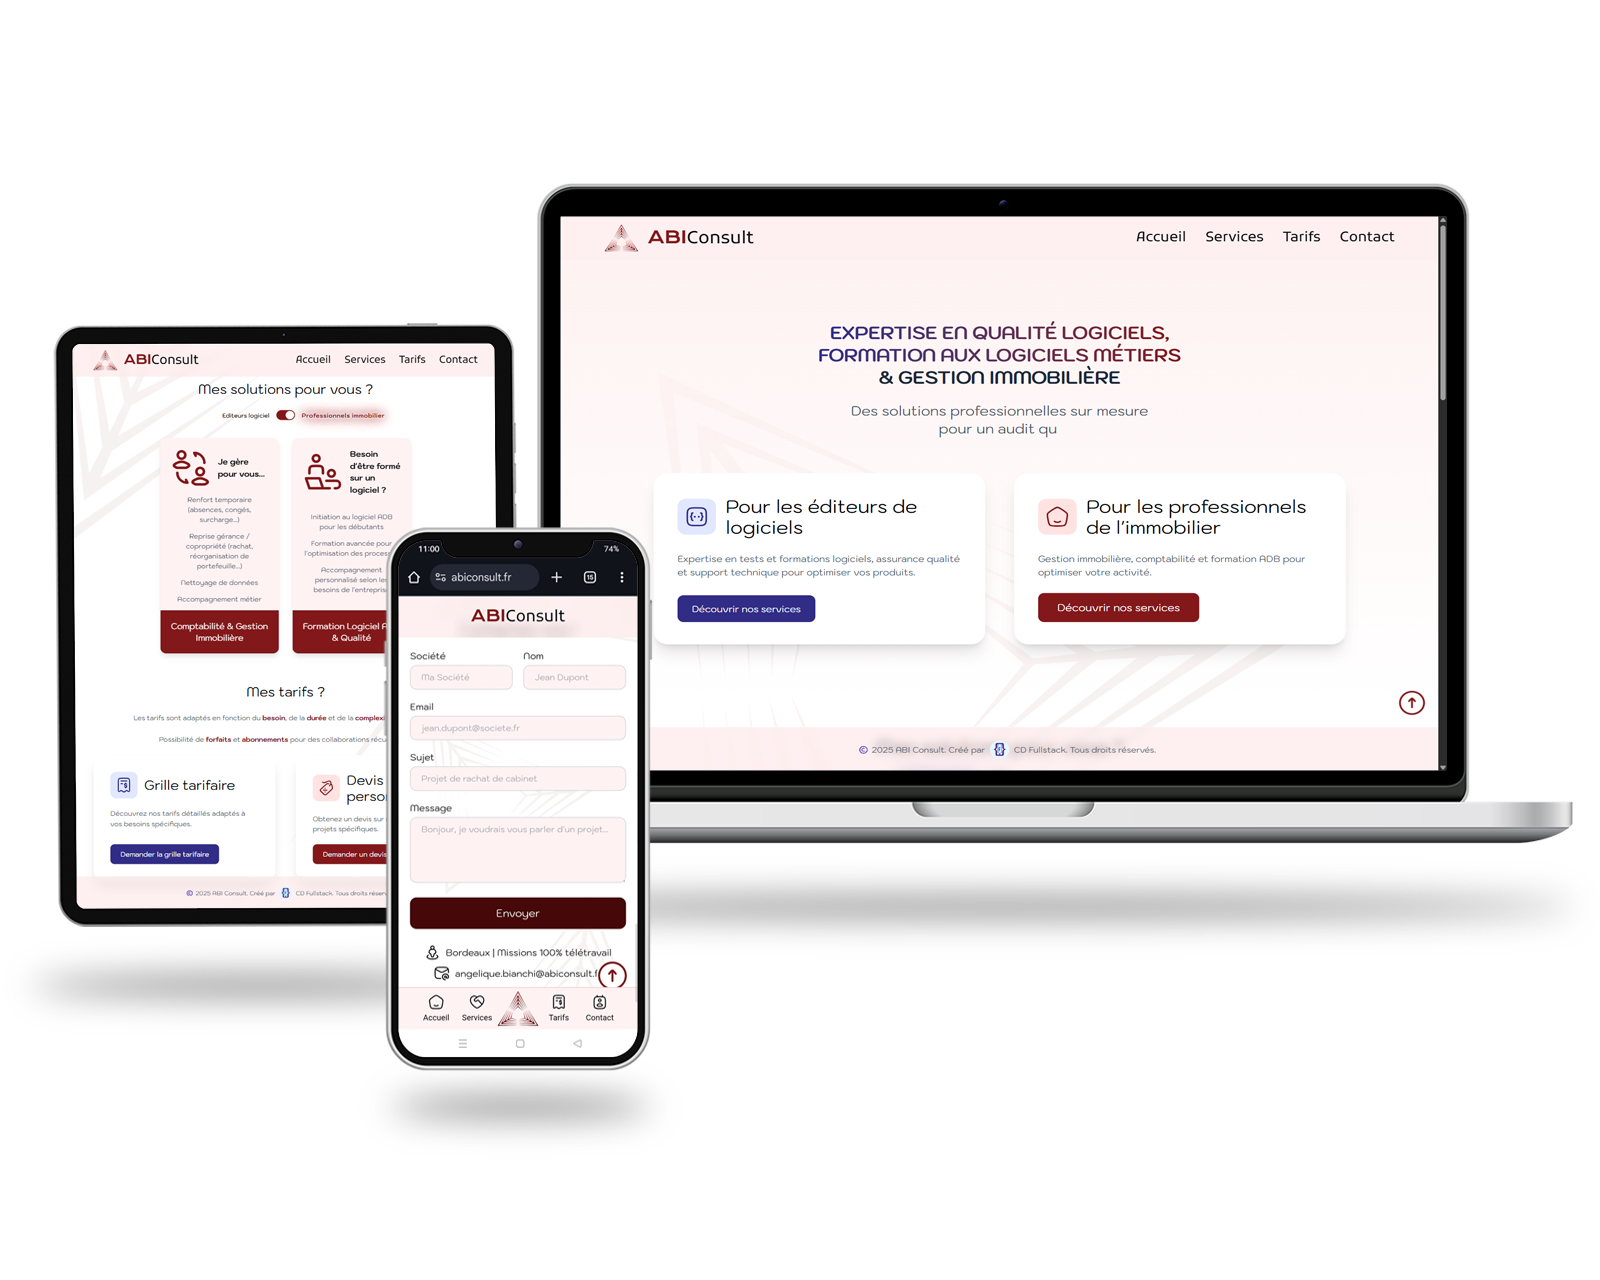 ABIConsult
Accueil
Services
Tarifs
Contact
EXPERTISE EN QUALITÉ LOGICIELS,
FORMATION AUX LOGICIELS MÉTIERS
& GESTION IMMOBILIÈRE
Des solutions professionnelles sur mesure
pour un audit qu
Pour les éditeurs de
logiciels
Expertise en tests et formations logiciels, assurance qualité
et support technique pour optimiser vos produits.
Découvrir nos services
Pour les professionnels
de l'immobilier
Gestion immobilière, comptabilité et formation ADB pour
optimiser votre activité.
Découvrir nos services
© 2025 ABI Consult. Créé par CD Fullstack. Tous droits réservés.
ABIConsult
Accueil
Services
Tarifs
Contact
Mes solutions pour vous ?
Editeurs logiciel
Professionnels immobilier
Je gère
pour vous...
Renfort temporaire
(absences, congés,
surcharge...)
Reprise gérance /
copropriété (rachat,
réorganisation de
portefeuille...)
Nettoyage de données
Accompagnement métier
Comptabilité & Gestion
Immobilière
Besoin
d'être formé
sur un
logiciel ?
Initiation au logiciel ADB
pour les débutants
Formation avancée pour
l'optimisation des process
Accompagnement
personnalisé selon les
besoins de l'entrepris
Formation Logiciel A
& Qualité
Mes tarifs ?
Les tarifs sont adaptés en fonction du besoin, de la durée et de la complexi
Possibilité de forfaits et abonnements pour des collaborations récu
Grille tarifaire
Découvrez nos tarifs détaillés adaptés à
vos besoins spécifiques.
Demander la grille tarifaire
Devis
person
Obtenez un devis sur
projets spécifiques.
Demander un devis
© 2025 ABI Consult. Créé par CD Fullstack. Tous droits réserv
11:00
74%
abiconsult.fr
15
ABIConsult
Société
Nom
Ma Société
Jean Dupont
Email
jean.dupont@societe.fr
Sujet
Projet de rachat de cabinet
Message
Bonjour, je voudrais vous parler d'un projet...
Envoyer
Bordeaux | Missions 100% télétravail
angelique.bianchi@abiconsult.f
Accueil
Services
Tarifs
Contact